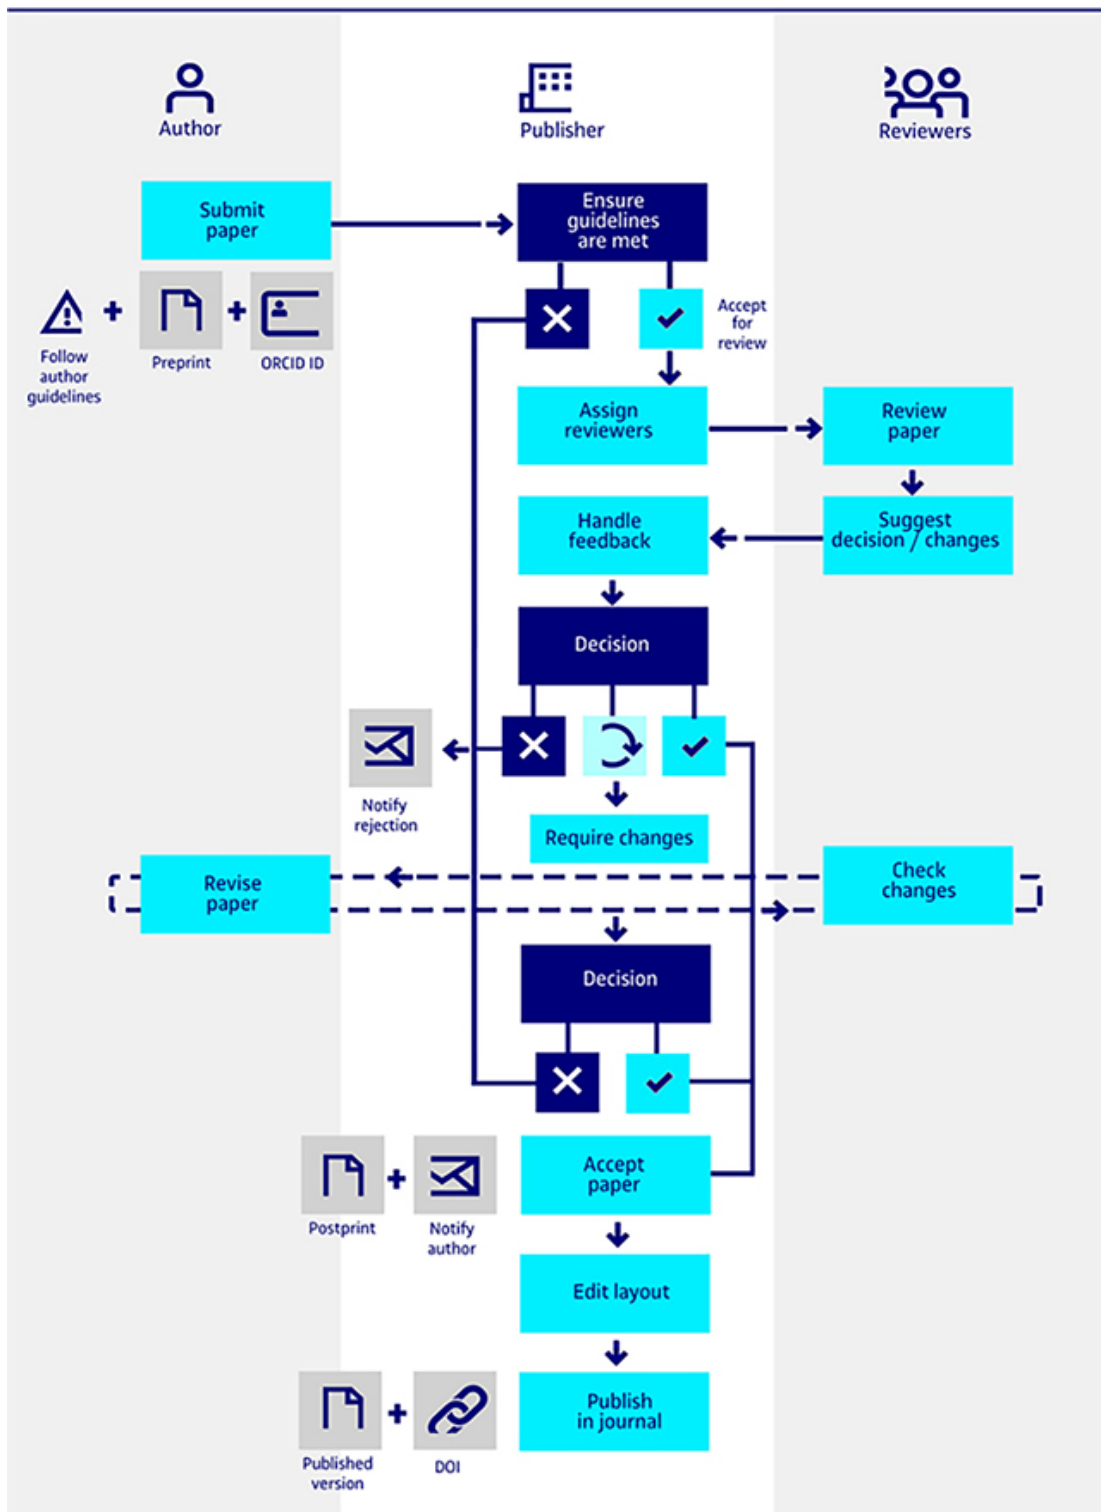 Author
Publisher
Reviewers
Submit
paper
Ensure
guidelines
are met
Accept
for
review
Follow
author
guidelines
Preprint
ORCID ID
Assign
reviewers
Review
paper
Handle
feedback
Suggest
decision / changes
Decision
Notify
rejection
Require changes
Revise
paper
Check
changes
Decision
Accept
paper
Postprint
Notify
author
Edit layout
Publish
in journal
Published
version
DOI